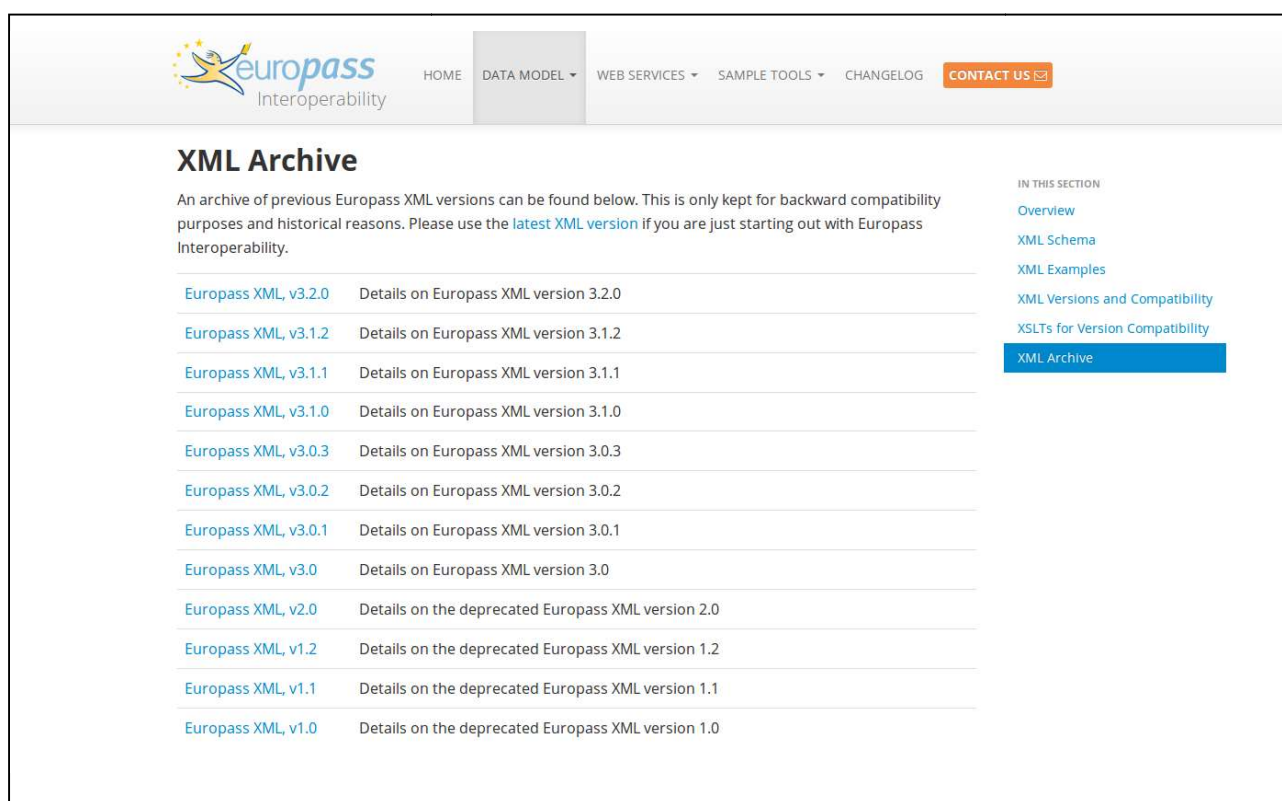 europass
Interoperability
HOME DATA MODEL WEB SERVICES SAMPLE TOOLS CHANGELOG CONTACT US
XML Archive
An archive of previous Europass XML versions can be found below. This is only kept for backward compatibility
purposes and historical reasons. Please use the latest XML version if you are just starting out with Europass
Interoperability.
Europass XML, v3.2.0 Details on Europass XML version 3.2.0
Europass XML, v3.1.2 Details on Europass XML version 3.1.2
Europass XML, v3.1.1 Details on Europass XML version 3.1.1
Europass XML, v3.1.0 Details on Europass XML version 3.1.0
Europass XML, v3.0.3 Details on Europass XML version 3.0.3
Europass XML, v3.0.2 Details on Europass XML version 3.0.2
Europass XML, v3.0.1 Details on Europass XML version 3.0.1
Europass XML, v3.0 Details on Europass XML version 3.0
Europass XML, v2.0 Details on the deprecated Europass XML version 2.0
Europass XML, v1.2 Details on the deprecated Europass XML version 1.2
Europass XML, v1.1 Details on the deprecated Europass XML version 1.1
Europass XML, v1.0 Details on the deprecated Europass XML version 1.0
IN THIS SECTION
Overview
XML Schema
XML Examples
XML Versions and Compatibility
XSLTs for Version Compatibility
XML Archive